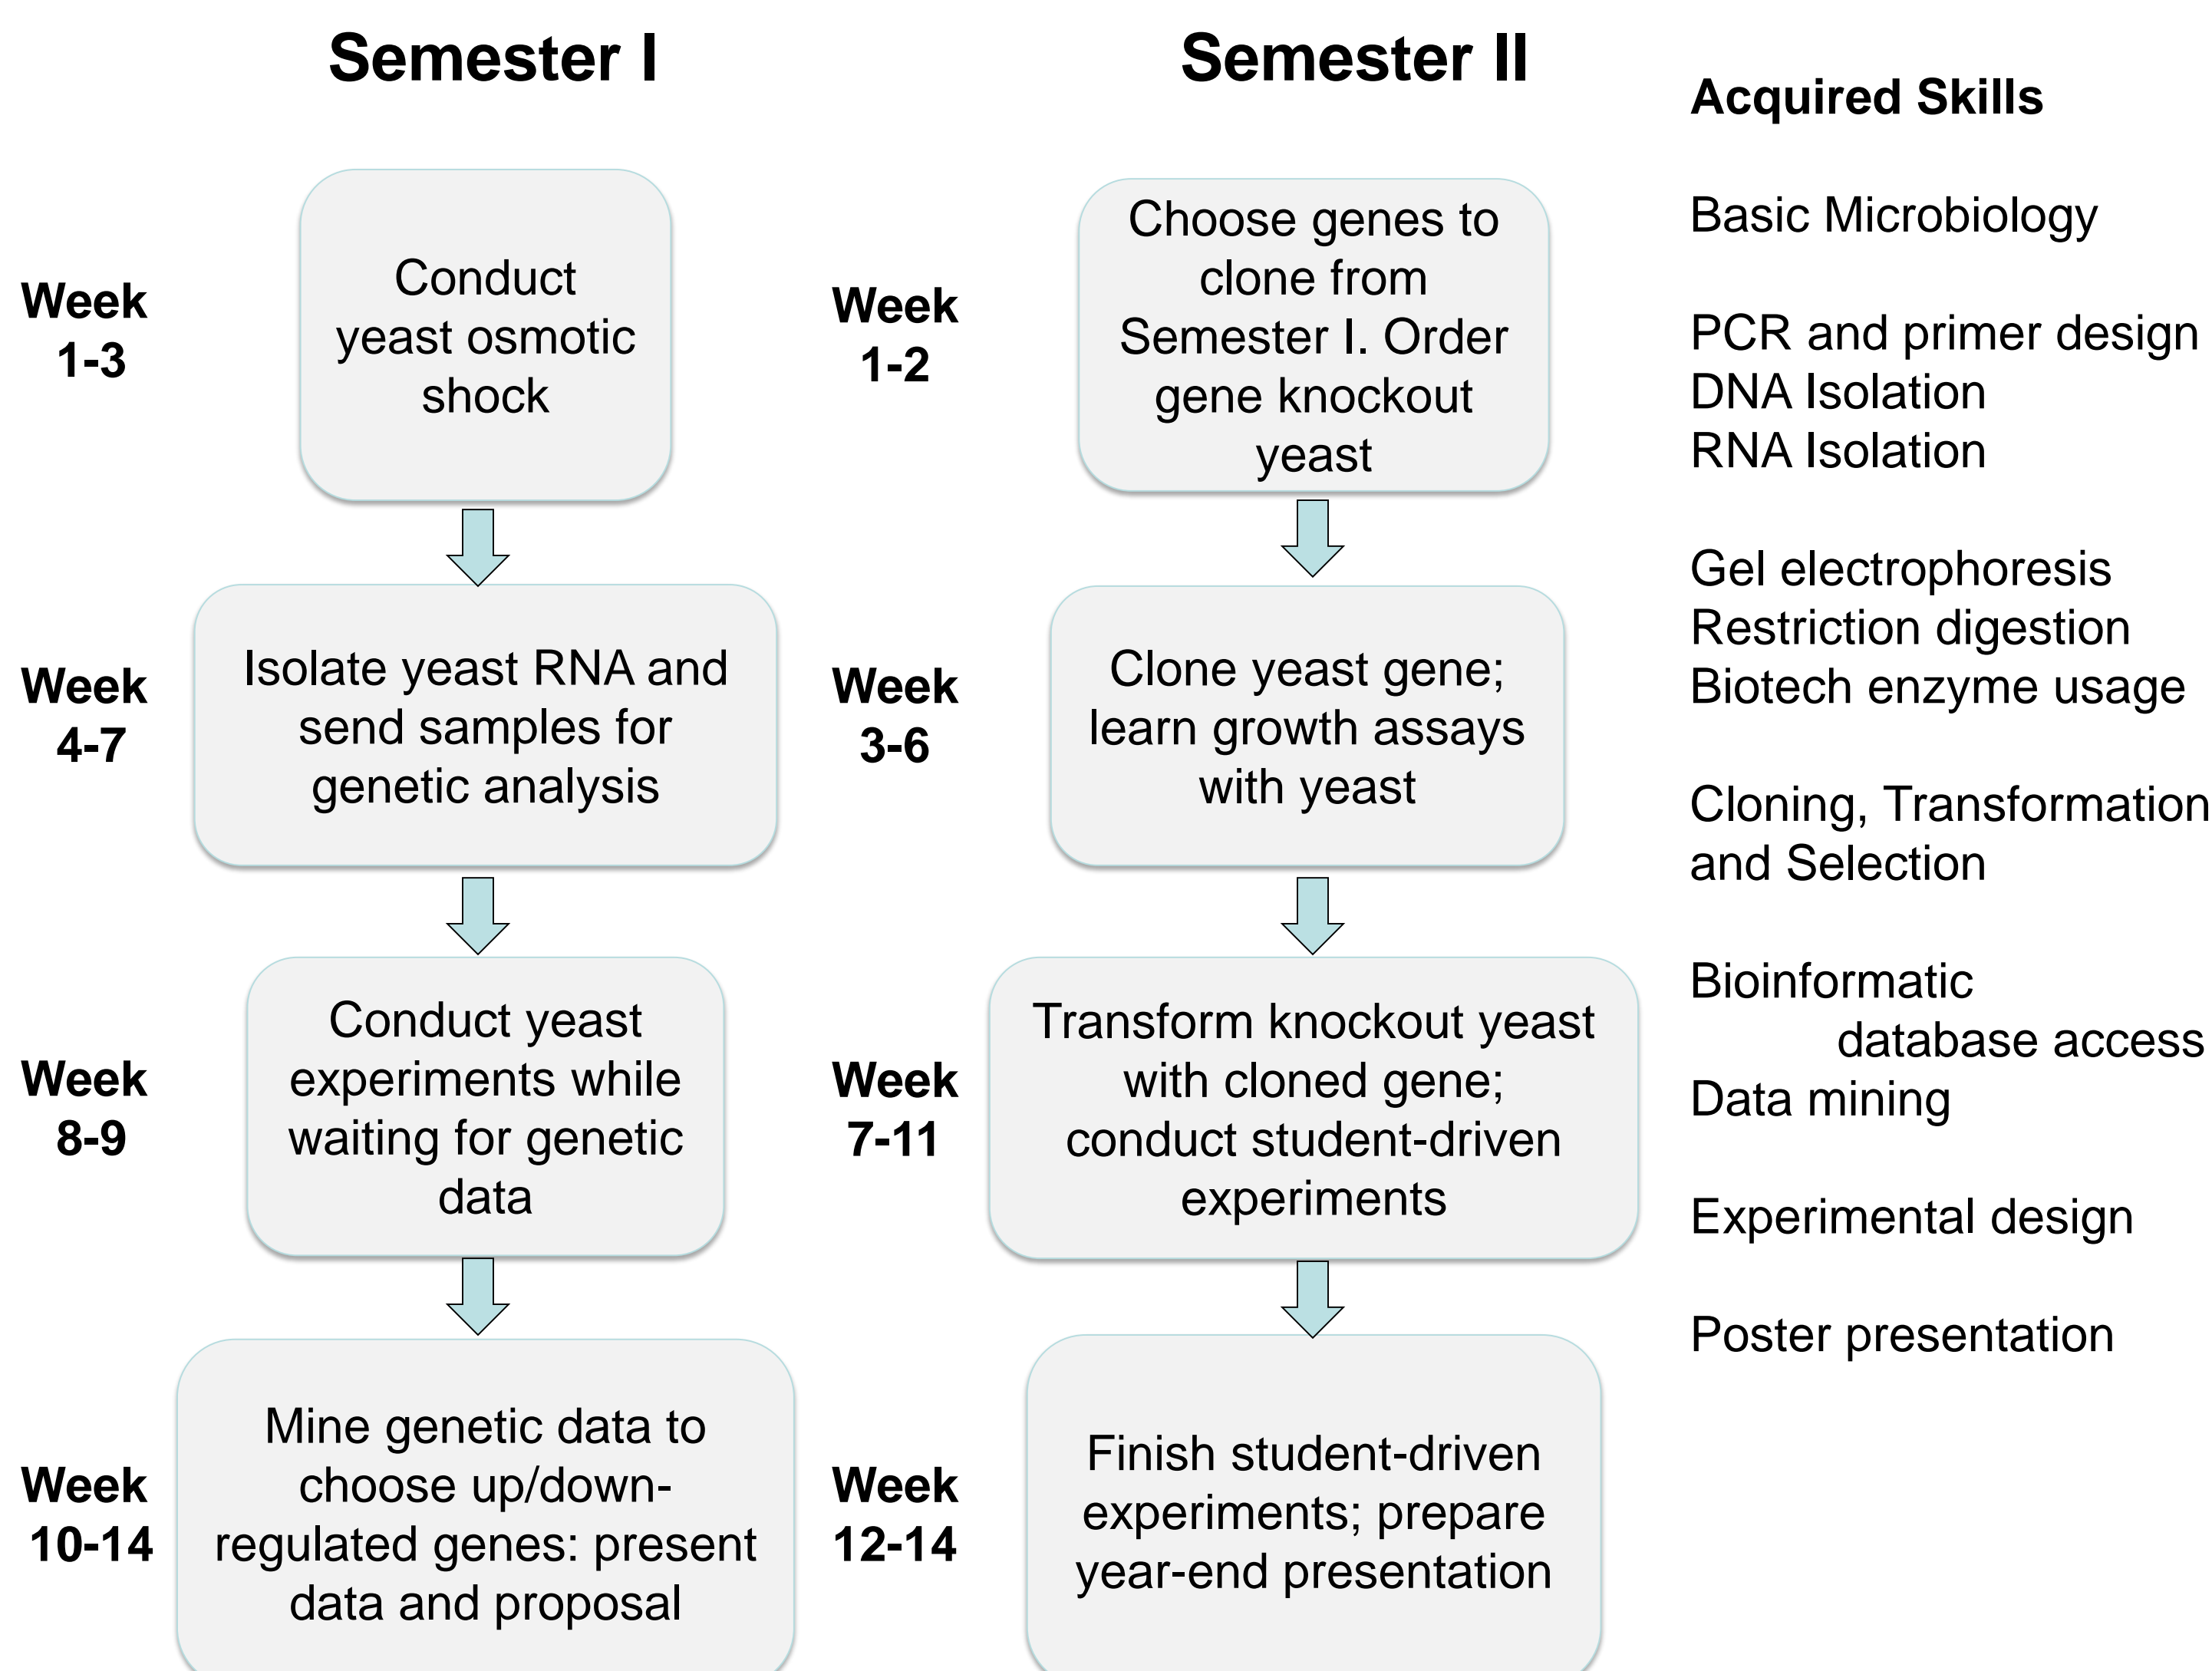 Semester I
Week
1-3
Conduct
yeast osmotic
shock
Week
4-7
Isolate yeast RNA and
send samples for
genetic analysis
Week
8-9
Conduct yeast
experiments while
waiting for genetic
data
Week
10-14
Mine genetic data to
choose up/down-
regulated genes: present
data and proposal
Semester II
Week
1-2
Choose genes to
clone from
Semester I. Order
gene knockout
yeast
Week
3-6
Clone yeast gene;
learn growth assays
with yeast
Week
7-11
Transform knockout yeast
with cloned gene;
conduct student-driven
experiments
Week
12-14
Finish student-driven
experiments; prepare
year-end presentation
Acquired Skills
Basic Microbiology
PCR and primer design
DNA Isolation
RNA Isolation
Gel electrophoresis
Restriction digestion
Biotech enzyme usage
Cloning, Transformation
and Selection
Bioinformatic
database access
Data mining
Experimental design
Poster presentation